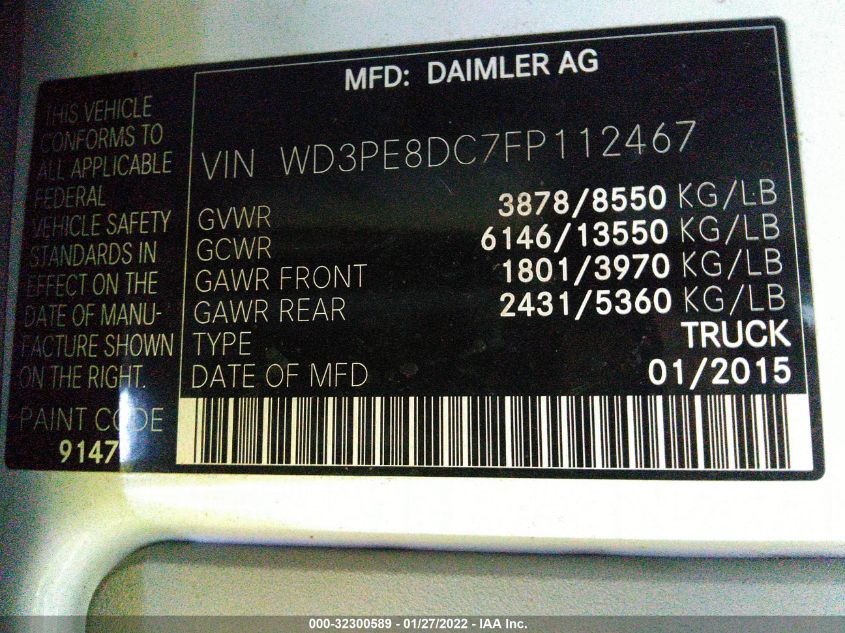 MFD: DAIMLER AG
THIS VEHICLE
CONFORMS TO
ALL APPLICABLE
FEDERAL
VEHICLE SAFETY
STANDARDS IN
EFFECT ON THE
DATE OF MANU-
FACTURE SHOWN
ON THE RIGHT.
PAINT CODE
9147
VIN WD3PE8DC7FP112467
GVWR 3878/8550 KG/LB
GCWR 6146/13550 KG/LB
GAWR FRONT 1801/3970 KG/LB
GAWR REAR 2431/5360 KG/LB
TYPE TRUCK
DATE OF MFD 01/2015
000-32300589 - 01/27/2022 - IAA Inc.